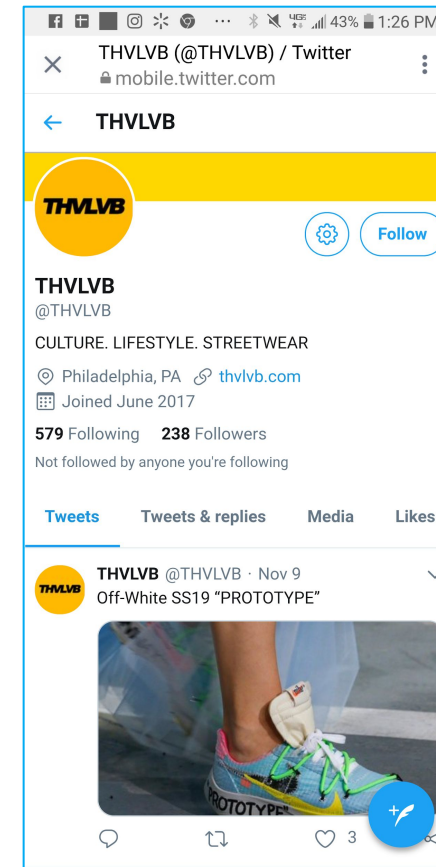 4GE 43% 1:26 PM
THVLVB (@THVLVB) / Twitter
mobile.twitter.com
THVLVB
THVLVB
Follow
THVLVB
@THVLVB
CULTURE. LIFESTYLE. STREETWEAR
Philadelphia, PA thvlvb.com
Joined June 2017
579 Following 238 Followers
Not followed by anyone you're following
Tweets Tweets & replies Media Likes
THVLVB THVLVB @THVLVB · Nov 9
Off-White SS19 “PROTOTYPE”
PROTOTYPE"
3